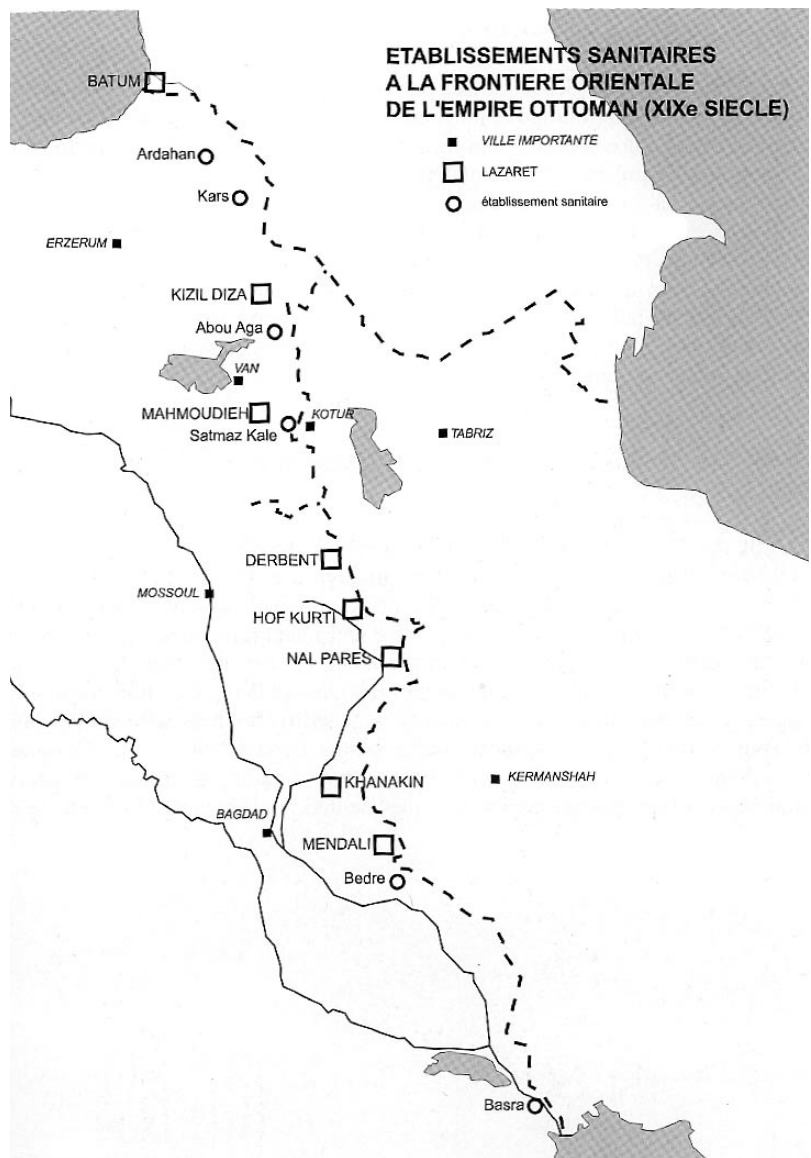 ETABLISSEMENTS SANITAIRES
A LA FRONTIERE ORIENTALE
DE L'EMPIRE OTTOMAN (XIXe SIECLE)
VILLE IMPORTANTE
LAZARET
établissement sanitaire
BATUM
Ardahan
Kars
ERZERUM
KIZIL DIZA
Abou Aga
VAN
MAHMOUDIEH
KOTUR
Satmaz Kale
TABRIZ
DERBENT
MOSSOUL
HOF KURTI
NAL PARES
KHANAKIN
KERMANSHAH
BAGDAD
MENDALI
Bedre
Basra